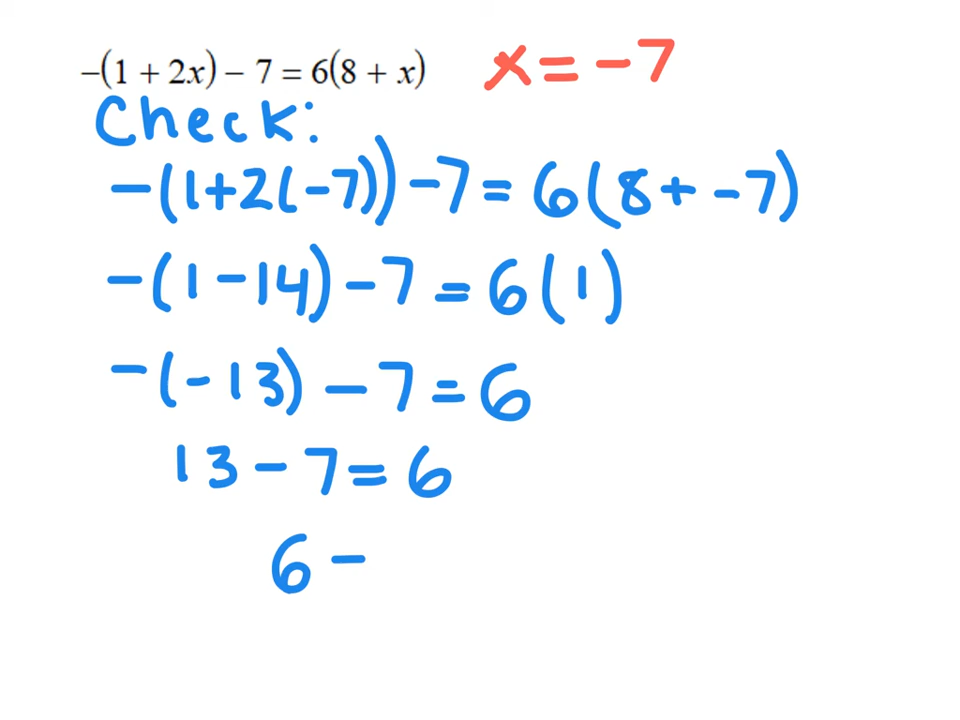 −(1 + 2x) − 7 = 6(8 + x) x = −7
Check:
−(1+2(−7)) −7 = 6(8 + −7)
−(1 − 14) − 7 = 6(1)
−(−13) − 7 = 6
13 − 7 = 6
6 −